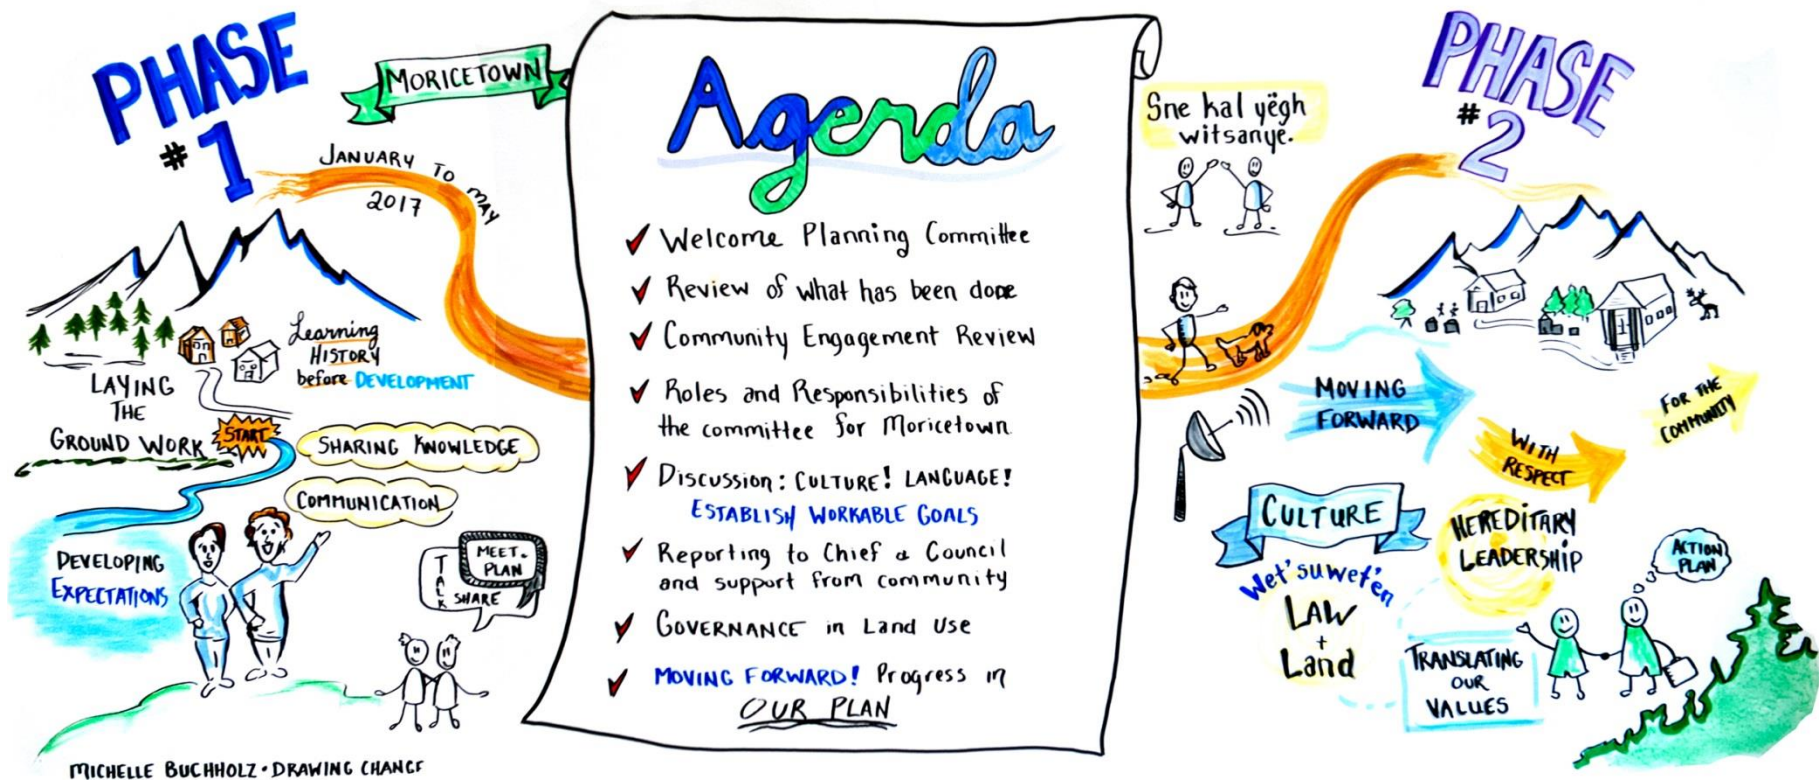 PHASE
#1
MORICETOWN
JANUARY TO MAY
2017
Learning
HISTORY
before DEVELOPMENT
LAYING
THE
GROUND WORK
START
SHARING KNOWLEDGE
COMMUNICATION
DEVELOPING
EXPECTATIONS
MEET.
PLAN
TALK
SHARE
MICHELLE BUCHHOLZ • DRAWING CHANGE
Agenda
Welcome Planning Committee
Review of what has been done
Community Engagement Review
Roles and Responsibilities of
the committee for Moricetown
Discussion: CULTURE! LANGUAGE!
ESTABLISH WORKABLE GOALS
Reporting to Chief & Council
and support from community
GOVERNANCE in Land Use
MOVING FORWARD! Progress in
OUR PLAN
Sne kal yëgh
witsanye.
PHASE
#2
MOVING
FORWARD
WITH
RESPECT
FOR THE
COMMUNITY
CULTURE
HEREDITARY
LEADERSHIP
Wet'suwet'en
LAW
+
Land
TRANSLATING
OUR
VALUES
ACTION
PLAN